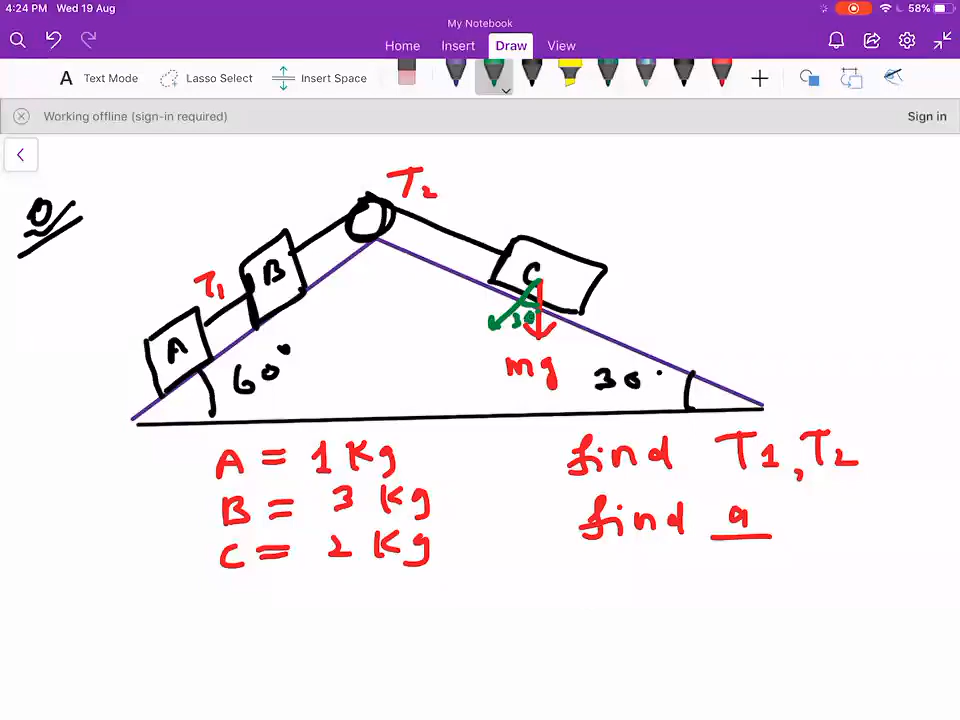 4:24 PM Wed 19 Aug
58%
My Notebook
Home Insert Draw View
A Text Mode Lasso Select Insert Space
Working offline (sign-in required) Sign in
Q
T2
T1
B
C
A
30
60°
mg
30°
A = 1 Kg
B = 3 Kg
C = 2 Kg
find T1, T2
find a